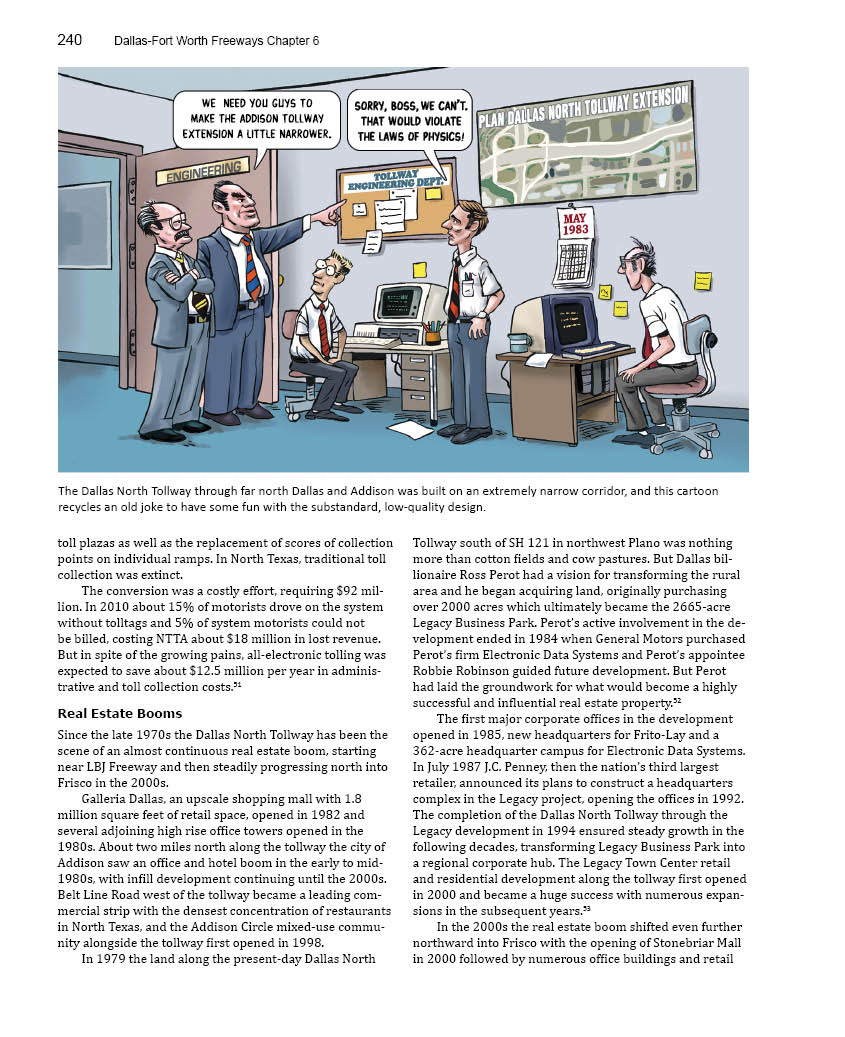 240 Dallas-Fort Worth Freeways Chapter 6
WE NEED YOU GUYS TO
MAKE THE ADDISON TOLLWAY
EXTENSION A LITTLE NARROWER.
SORRY, BOSS, WE CAN'T.
THAT WOULD VIOLATE
THE LAWS OF PHYSICS!
PLAN DALLAS NORTH TOLLWAY EXTENSION
ENGINEERING
TOLLWAY
ENGINEERING DEPT.
MAY
1983
The Dallas North Tollway through far north Dallas and Addison was built on an extremely narrow corridor, and this cartoon
recycles an old joke to have some fun with the substandard, low-quality design.
toll plazas as well as the replacement of scores of collection
points on individual ramps. In North Texas, traditional toll
collection was extinct.
The conversion was a costly effort, requiring $92 mil-
lion. In 2010 about 15% of motorists drove on the system
without tolltags and 5% of system motorists could not
be billed, costing NTTA about $18 million in lost revenue.
But in spite of the growing pains, all-electronic tolling was
expected to save about $12.5 million per year in adminis-
trative and toll collection costs.⁵¹
Real Estate Booms
Since the late 1970s the Dallas North Tollway has been the
scene of an almost continuous real estate boom, starting
near LBJ Freeway and then steadily progressing north into
Frisco in the 2000s.
Galleria Dallas, an upscale shopping mall with 1.8
million square feet of retail space, opened in 1982 and
several adjoining high rise office towers opened in the
1980s. About two miles north along the tollway the city of
Addison saw an office and hotel boom in the early to mid-
1980s, with infill development continuing until the 2000s.
Belt Line Road west of the tollway became a leading com-
mercial strip with the densest concentration of restaurants
in North Texas, and the Addison Circle mixed-use commu-
nity alongside the tollway first opened in 1998.
In 1979 the land along the present-day Dallas North
Tollway south of SH 121 in northwest Plano was nothing
more than cotton fields and cow pastures. But Dallas bil-
lionaire Ross Perot had a vision for transforming the rural
area and he began acquiring land, originally purchasing
over 2000 acres which ultimately became the 2665-acre
Legacy Business Park. Perot's active involvement in the de-
velopment ended in 1984 when General Motors purchased
Perot's firm Electronic Data Systems and Perot's appointee
Robbie Robinson guided future development. But Perot
had laid the groundwork for what would become a highly
successful and influential real estate property.⁵²
The first major corporate offices in the development
opened in 1985, new headquarters for Frito-Lay and a
362-acre headquarter campus for Electronic Data Systems.
In July 1987 J.C. Penney, then the nation's third largest
retailer, announced its plans to construct a headquarters
complex in the Legacy project, opening the offices in 1992.
The completion of the Dallas North Tollway through the
Legacy development in 1994 ensured steady growth in the
following decades, transforming Legacy Business Park into
a regional corporate hub. The Legacy Town Center retail
and residential development along the tollway first opened
in 2000 and became a huge success with numerous expan-
sions in the subsequent years.⁵³
In the 2000s the real estate boom shifted even further
northward into Frisco with the opening of Stonebriar Mall
in 2000 followed by numerous office buildings and retail